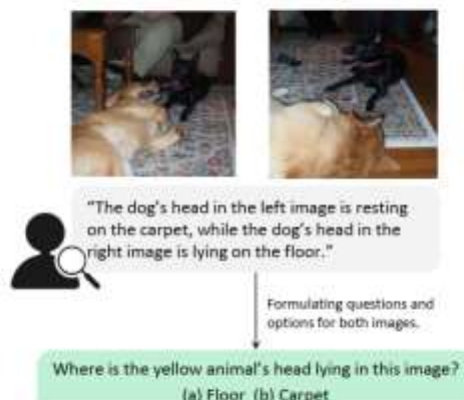 “The dog’s head in the left image is resting
on the carpet, while the dog’s head in the
right image is lying on the floor.”
Formulating questions and
options for both images.
Where is the yellow animal’s head lying in this image?
(a) Floor (b) Carpet